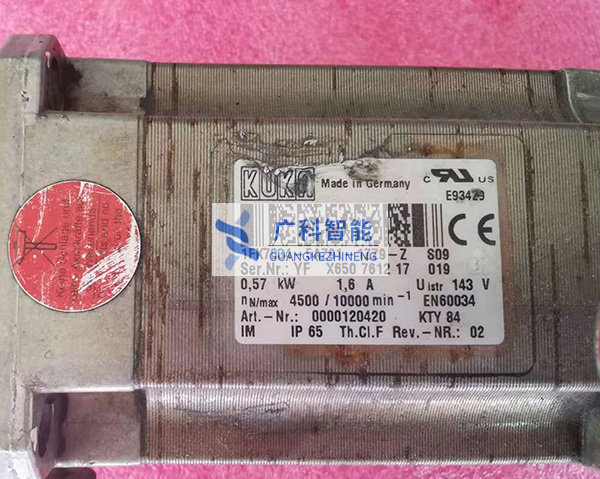 KUKA Made in Germany
C US
E93429
广科智能
GUANGKEZHINENG
-Z S09
Ser.Nr.: YF X650 7612 17 019
0,57 kW 1,6 A U istr 143 V
n N/max 4500 / 10000 min -1 EN60034
Art.-Nr.: 0000120420 KTY 84
IM IP 65 Th.Cl.F Rev.-NR.: 02